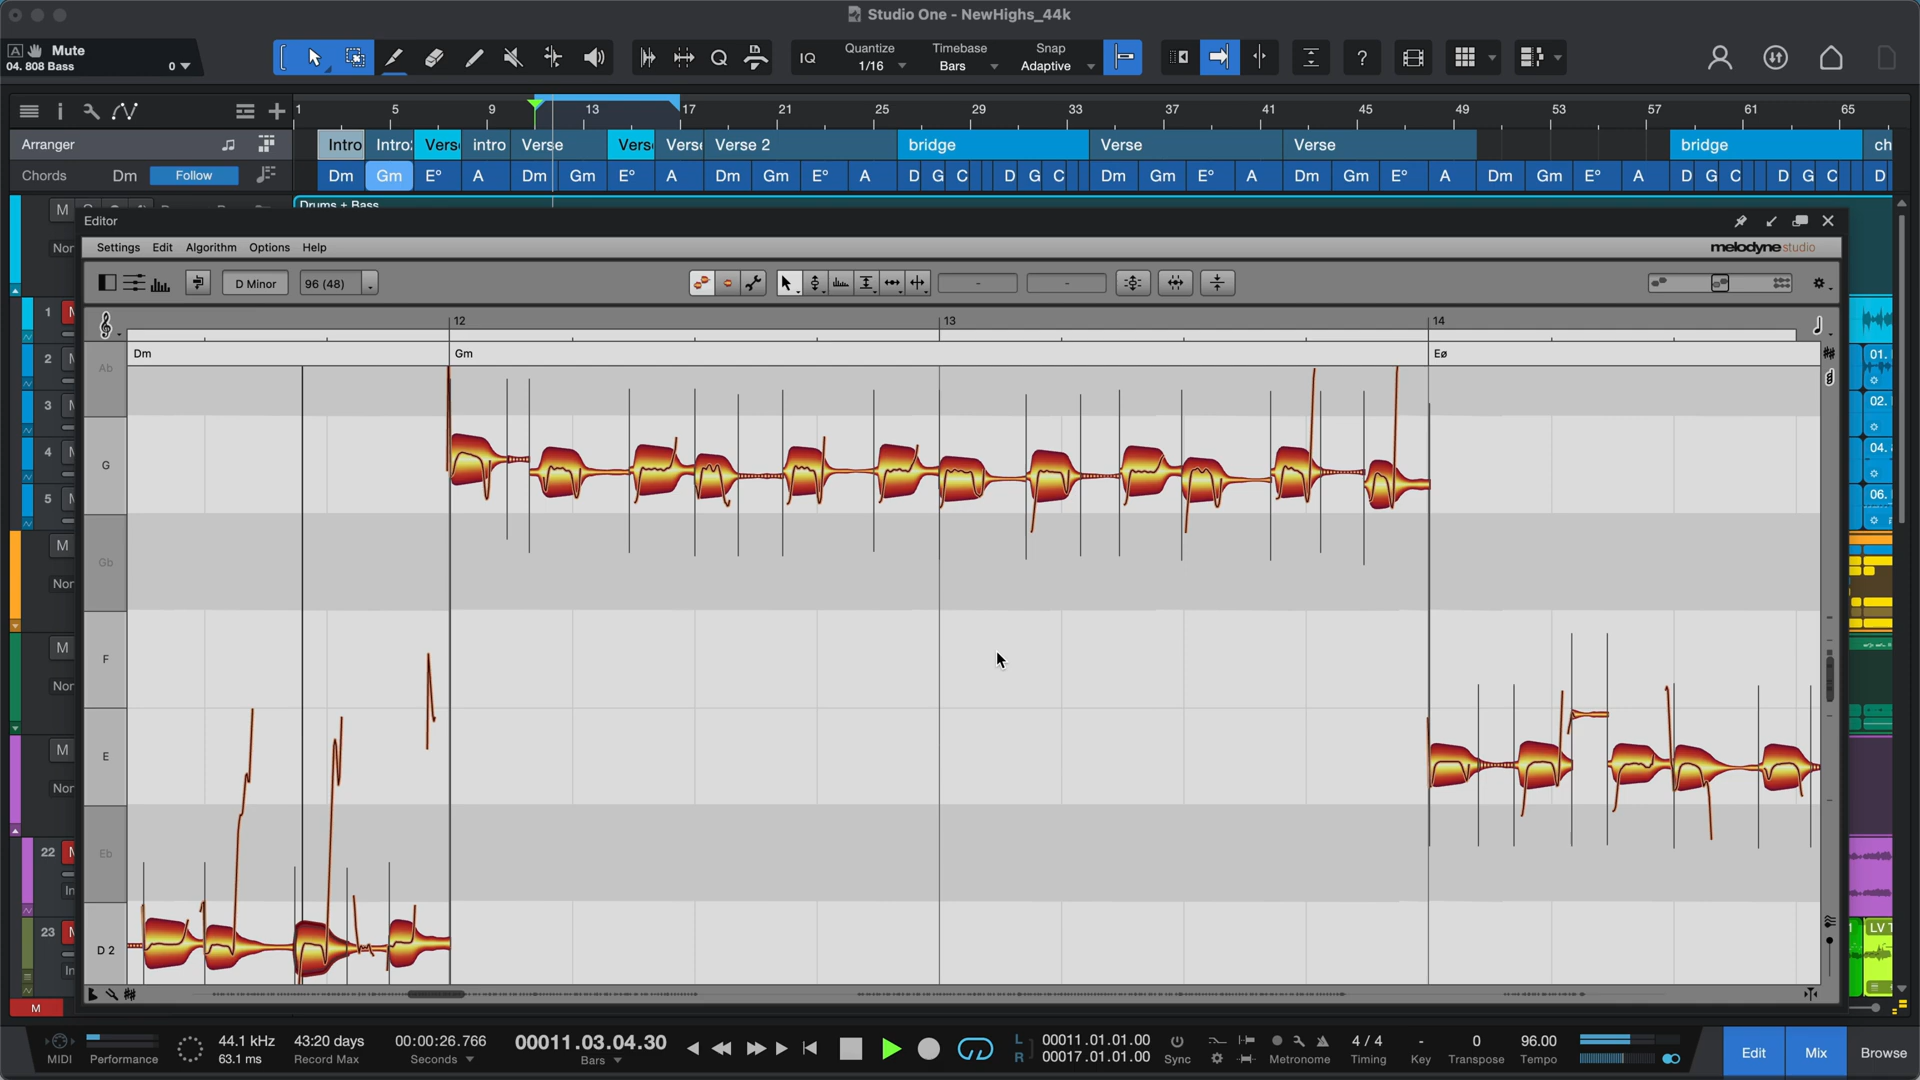 Studio One - NewHighs_44k
A Mute
04. 808 Bass 0
IQ
Quantize
1/16
Timebase
Bars
Snap
Adaptive
Q
?
1 5 9 13 17 21 25 29 33 37 41 45 49 53 57 61 65
Arranger
Intro Intro: Verse intro Verse Verse Verse Verse 2 bridge Verse Verse bridge ch
Chords Dm Follow
Dm Gm E° A Dm Gm E° A Dm Gm E° A D G C D G C Dm Gm E° A Dm Gm E° A Dm Gm E° A D G C D G C D
Drums + Bass
M
Editor
Nor
Settings Edit Algorithm Options Help
melodyne studio
D Minor 96 (48) - -
12 13 14
Dm Gm Eø
Ab
G
Gb
F
E
Eb
D 2
1
2
3
4
5
M
Nor
M
Nor
M
Nor
22
In
23
In
M
01.
02.
04.
06.
LV T
MIDI
Performance
44.1 kHz
63.1 ms
43:20 days
Record Max
00:00:26.766
Seconds
00011.03.04.30
Bars
L 00011.01.01.00
R 00017.01.01.00
Sync
Metronome
4 / 4
Timing
-
Key
0
Transpose
96.00
Tempo
Edit
Mix
Browse